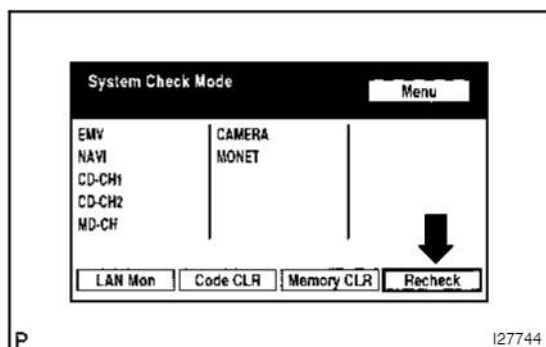 System Check Mode
Menu
EMV
NAVI
CD-CH1
CD-CH2
MD-CH
CAMERA
MONET
LAN Mon
Code CLR
Memory CLR
Recheck
P
I27744